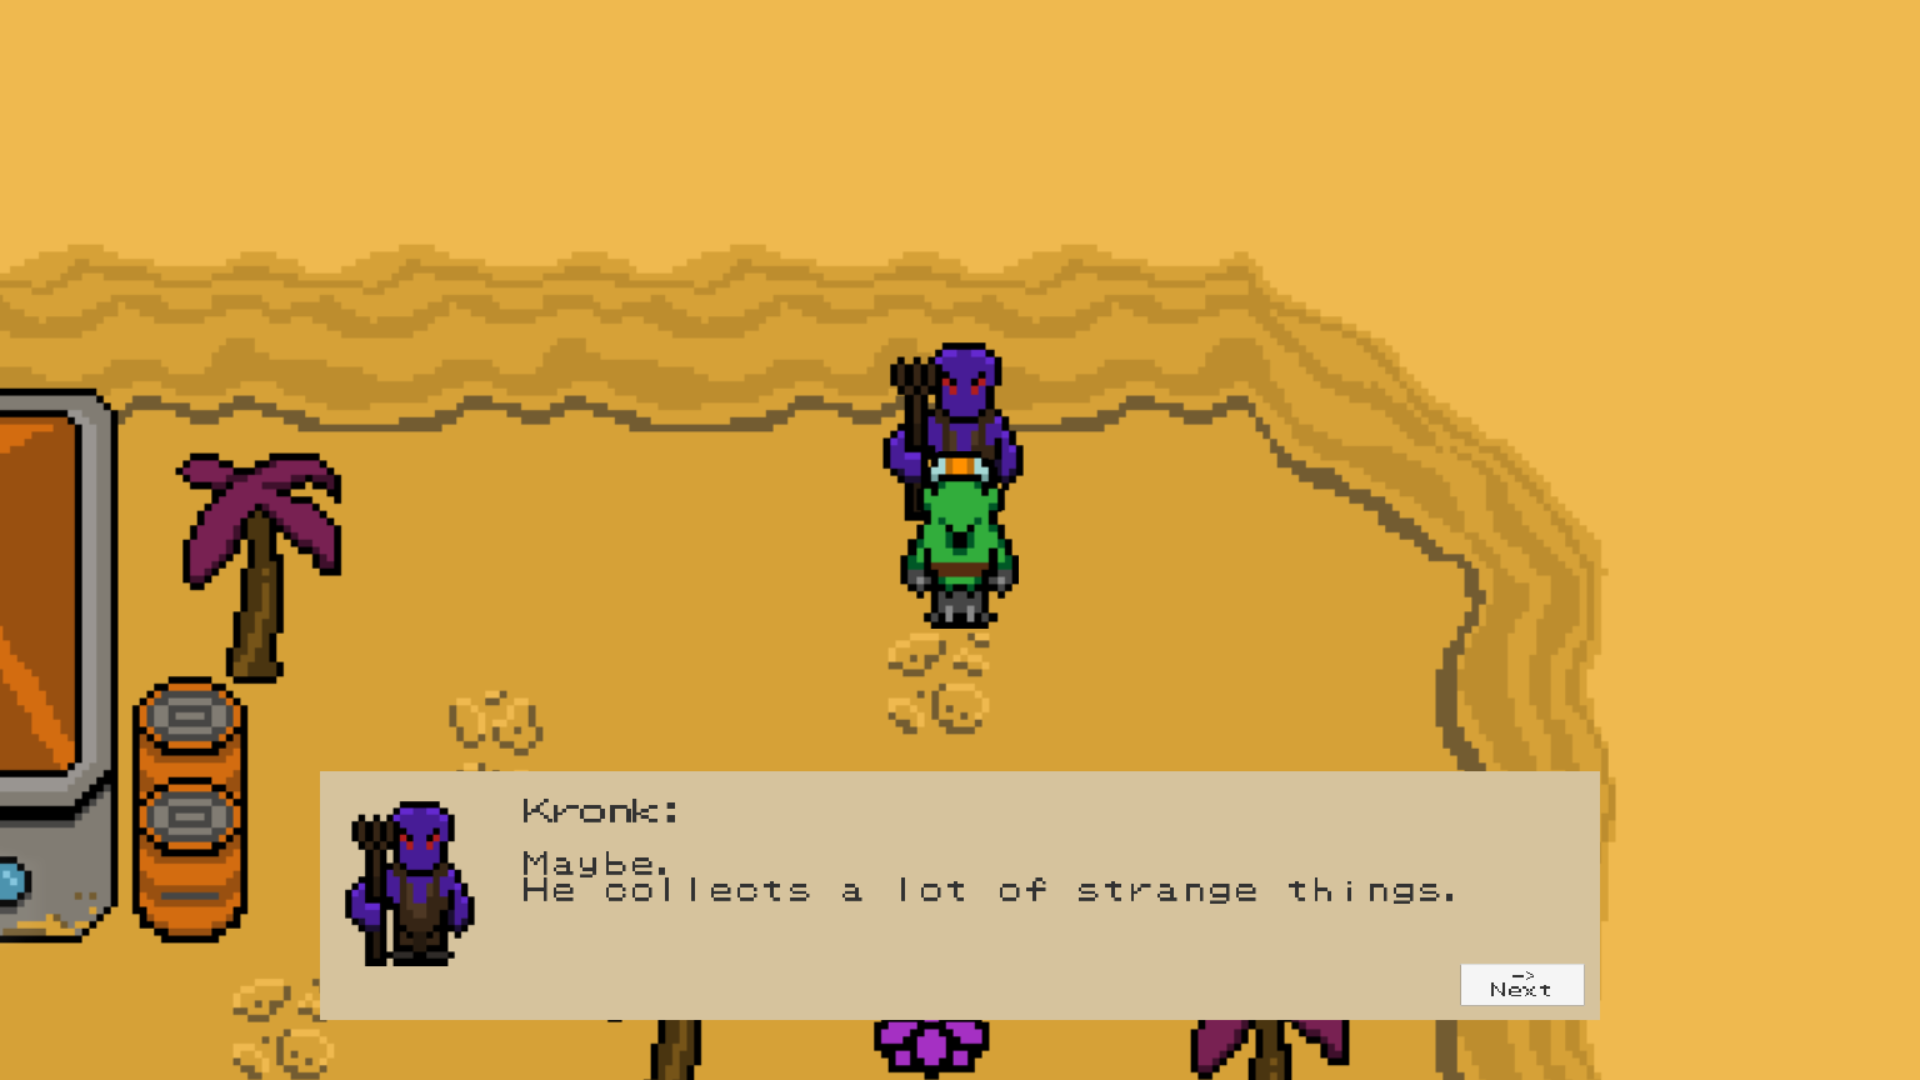 Kronk:
Maybe.
He collects a lot of strange things.
->
Next